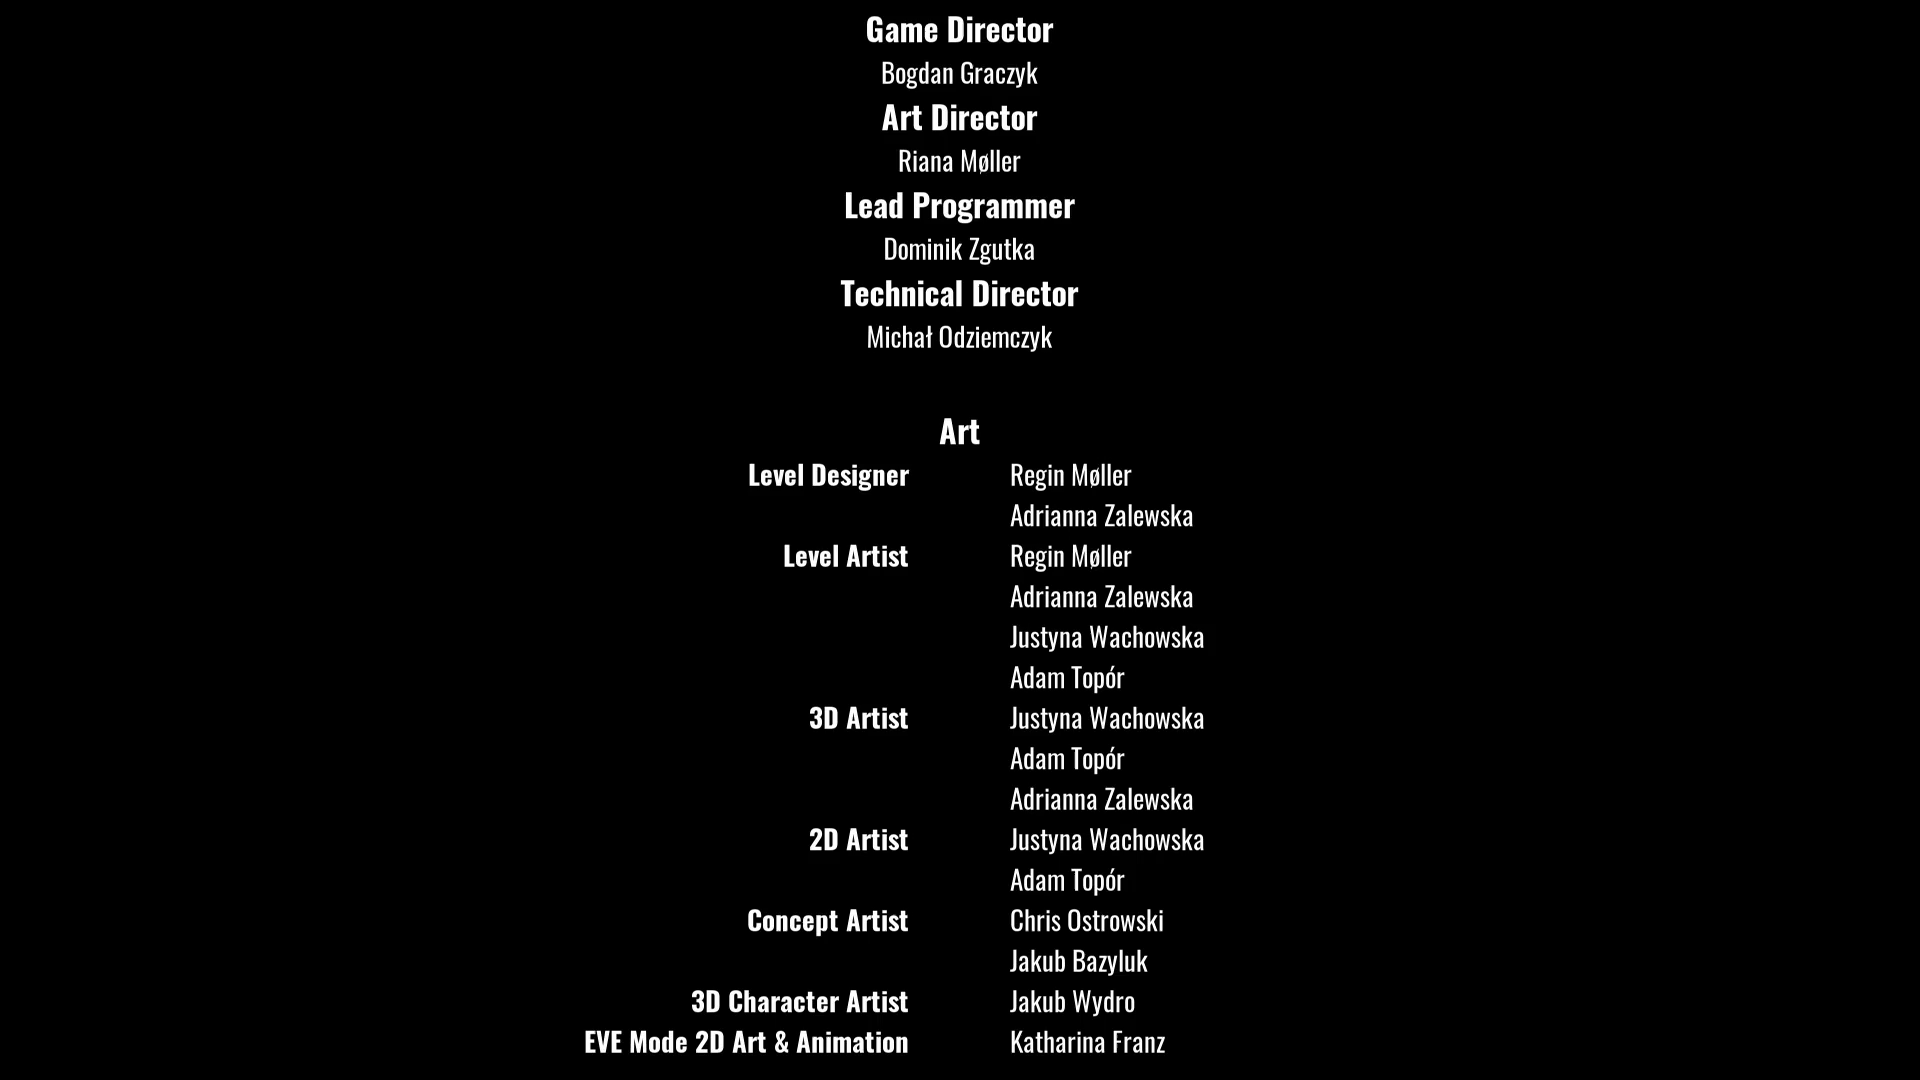 Game Director
Bogdan Graczyk
Art Director
Riana Møller
Lead Programmer
Dominik Zgutka
Technical Director
Michał Odziemczyk
Art
Level Designer Regin Møller
Adrianna Zalewska
Level Artist Regin Møller
Adrianna Zalewska
Justyna Wachowska
Adam Topór
3D Artist Justyna Wachowska
Adam Topór
Adrianna Zalewska
2D Artist Justyna Wachowska
Adam Topór
Concept Artist Chris Ostrowski
Jakub Bazyluk
3D Character Artist Jakub Wydro
EVE Mode 2D Art & Animation Katharina Franz